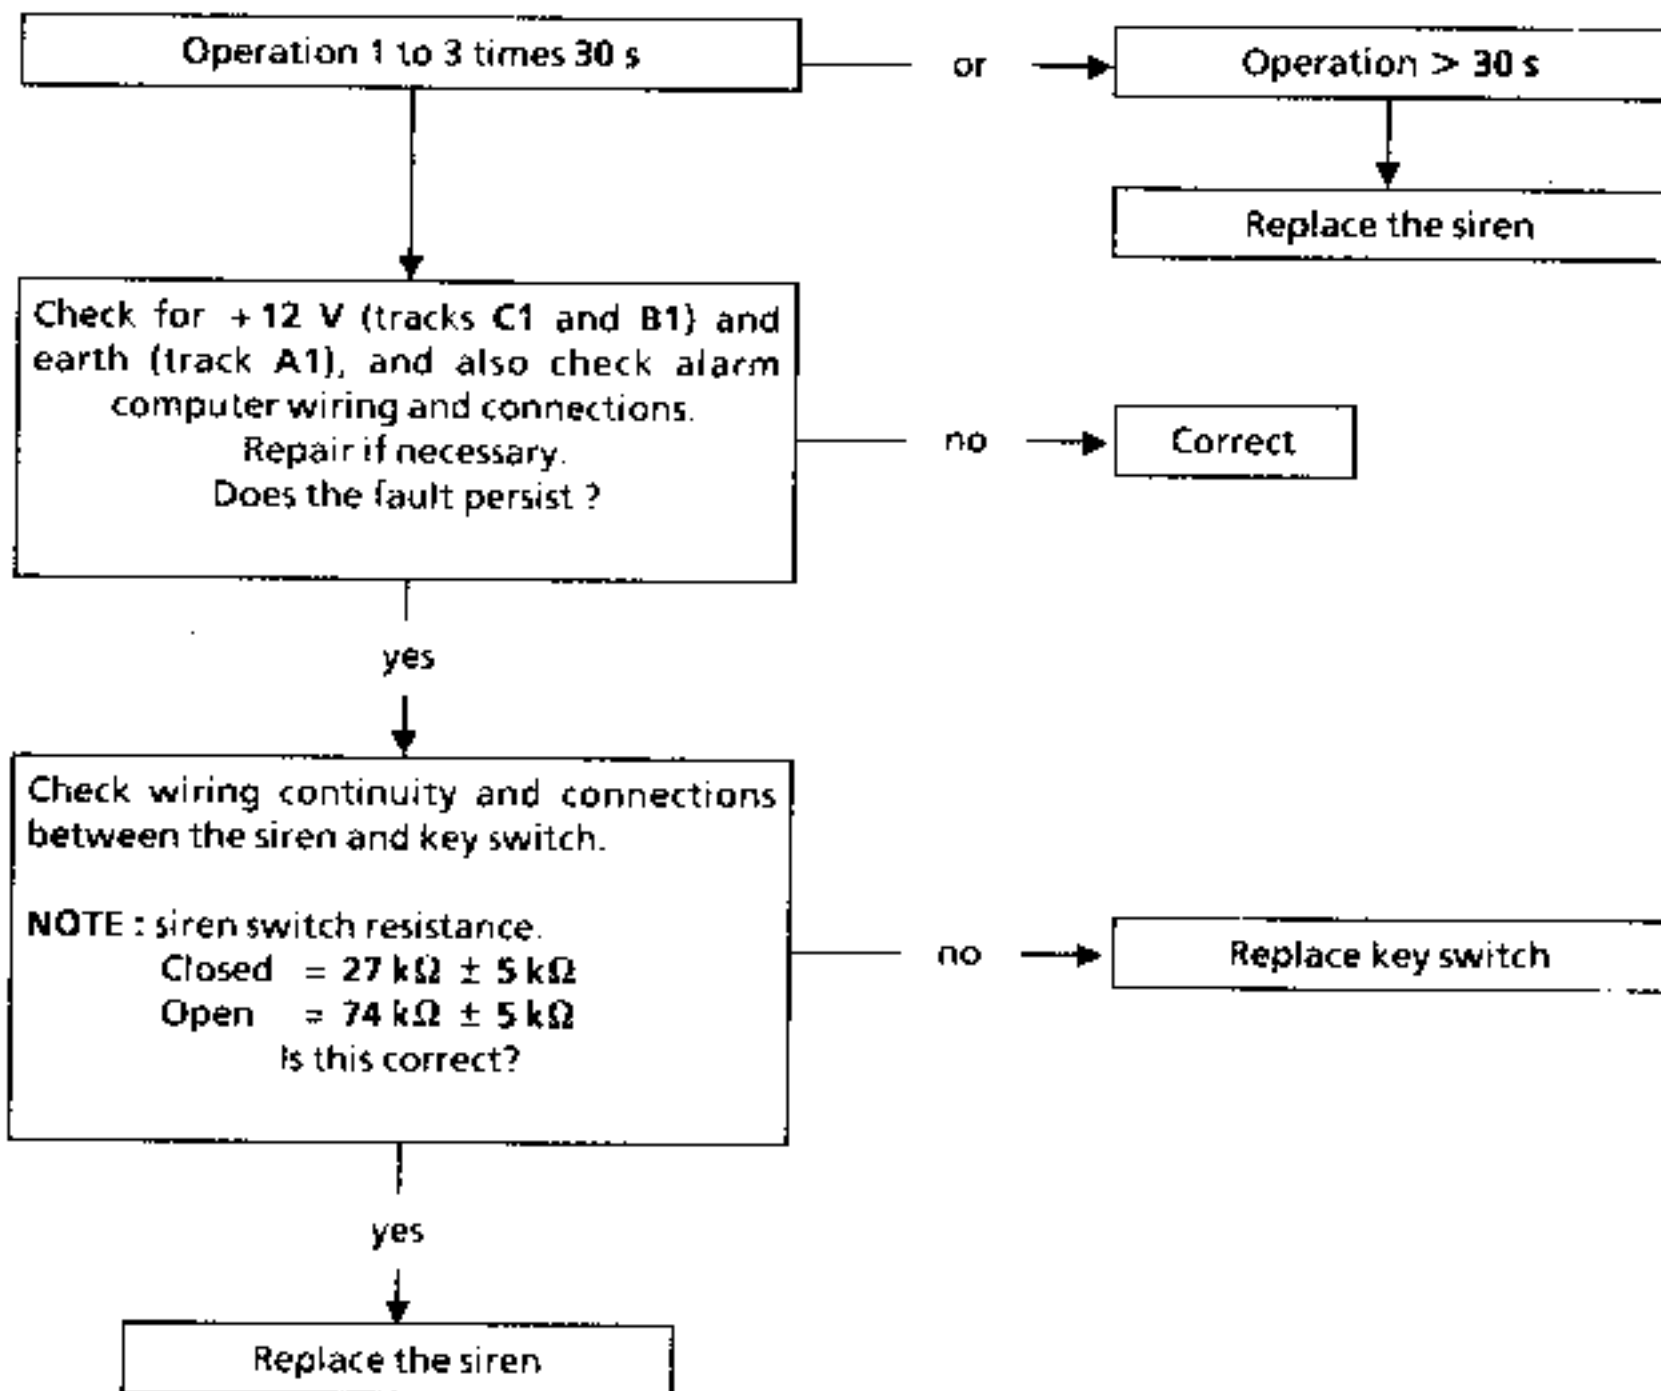 Operation 1 to 3 times 30 s
or
Operation > 30 s
Replace the siren
Check for + 12 V (tracks C1 and B1) and
earth (track A1), and also check alarm
computer wiring and connections.
Repair if necessary.
Does the fault persist ?
no
Correct
yes
Check wiring continuity and connections
between the siren and key switch.
NOTE : siren switch resistance.
Closed = 27 kΩ ± 5 kΩ
Open = 74 kΩ ± 5 kΩ
Is this correct?
no
Replace key switch
yes
Replace the siren